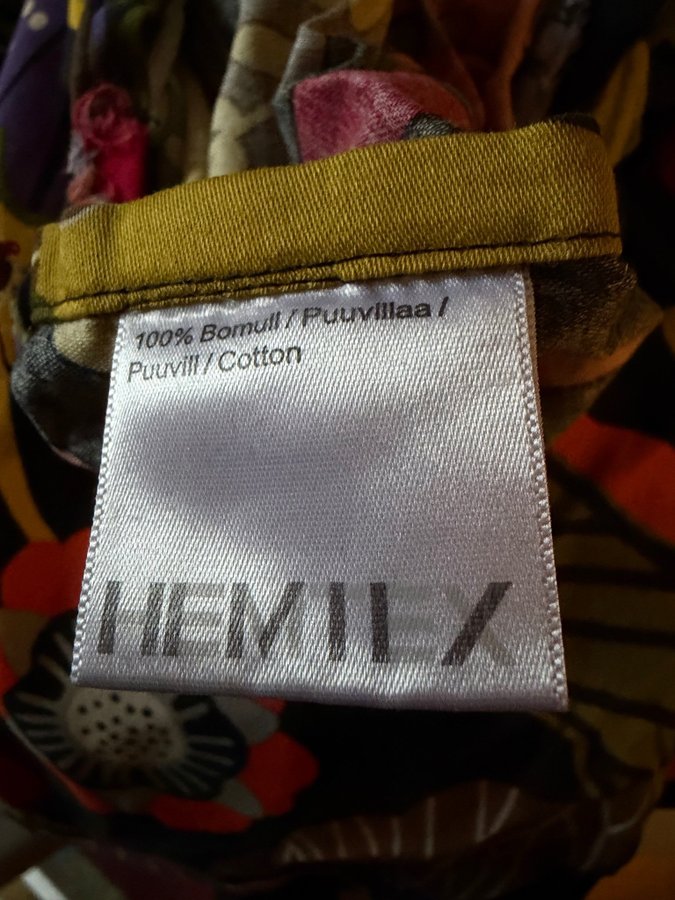 100% Bomull / Puuvillaa /
Puuvill / Cotton
HEMTEX